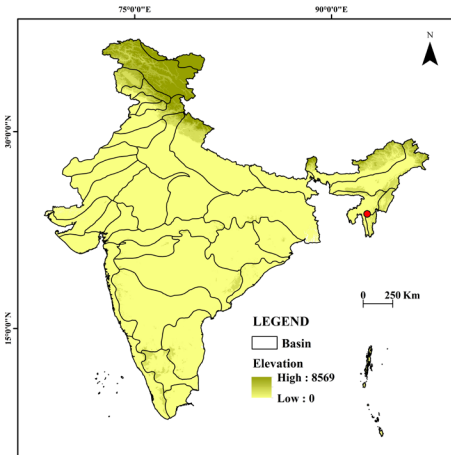 75°0'0"E
90°0'0"E
N
30°0'0"N
0
250 Km
15°0'0"N
LEGEND
Basin
Elevation
High : 8569
Low : 0